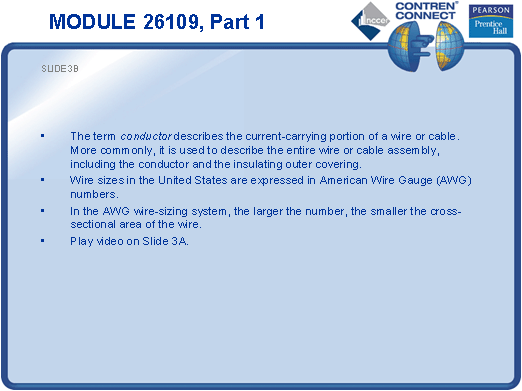 MODULE 26109, Part 1
nccer
CONTREN®
CONNECT
PEARSON
Prentice
Hall
SLIDE 3B
• The term conductor describes the current-carrying portion of a wire or cable.
More commonly, it is used to describe the entire wire or cable assembly,
including the conductor and the insulating outer covering.
• Wire sizes in the United States are expressed in American Wire Gauge (AWG)
numbers.
• In the AWG wire-sizing system, the larger the number, the smaller the cross-
sectional area of the wire.
• Play video on Slide 3A.